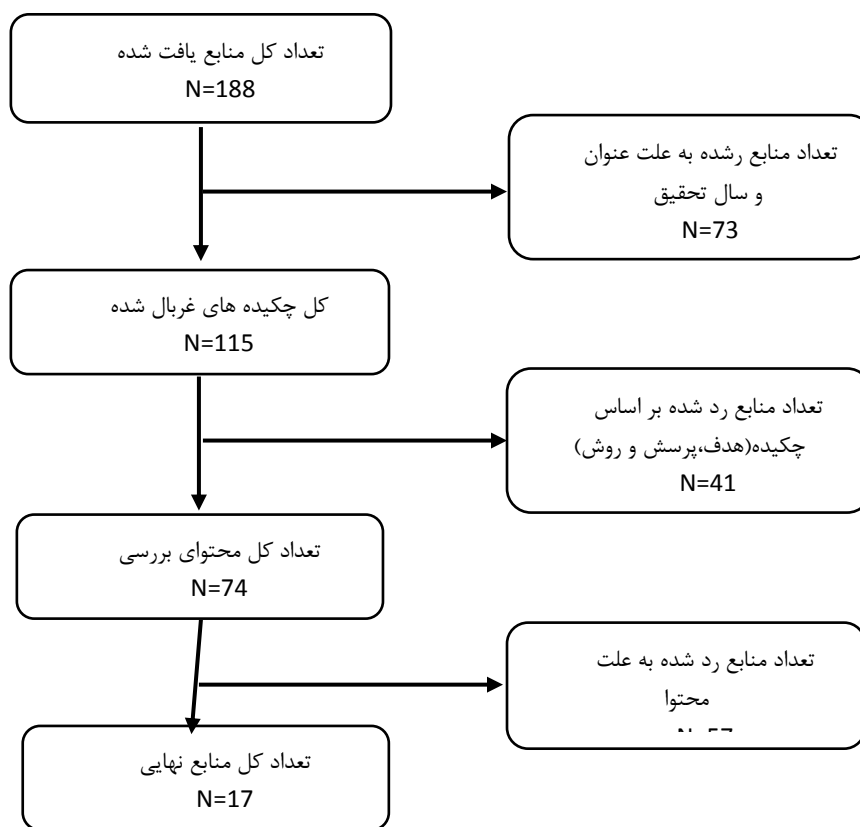 تعداد کل منابع یافت شده
N=188
تعداد منابع رشده به علت عنوان
و سال تحقیق
N=73
کل چکیده های غربال شده
N=115
تعداد منابع رد شده بر اساس
چکیده(هدف،پرسش و روش)
N=41
تعداد کل محتوای بررسی
N=74
تعداد منابع رد شده به علت
محتوا
N=57
تعداد کل منابع نهایی
N=17